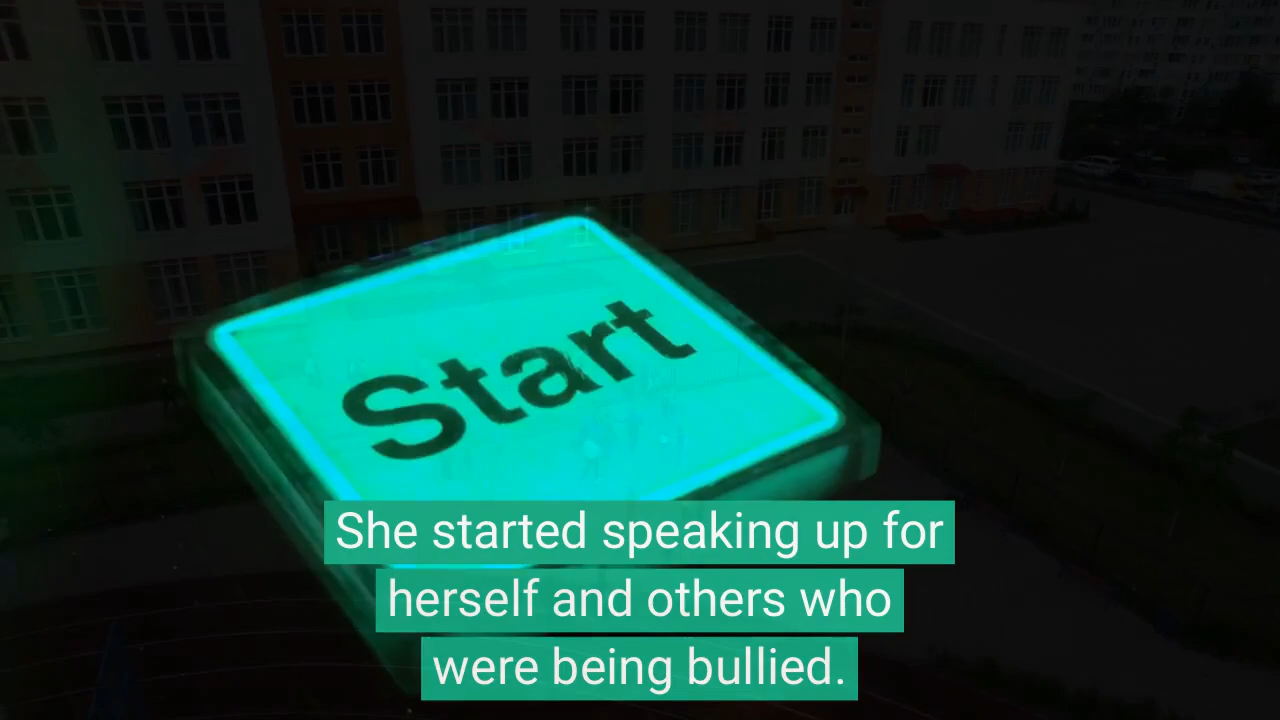 Start
She started speaking up for
herself and others who
were being bullied.